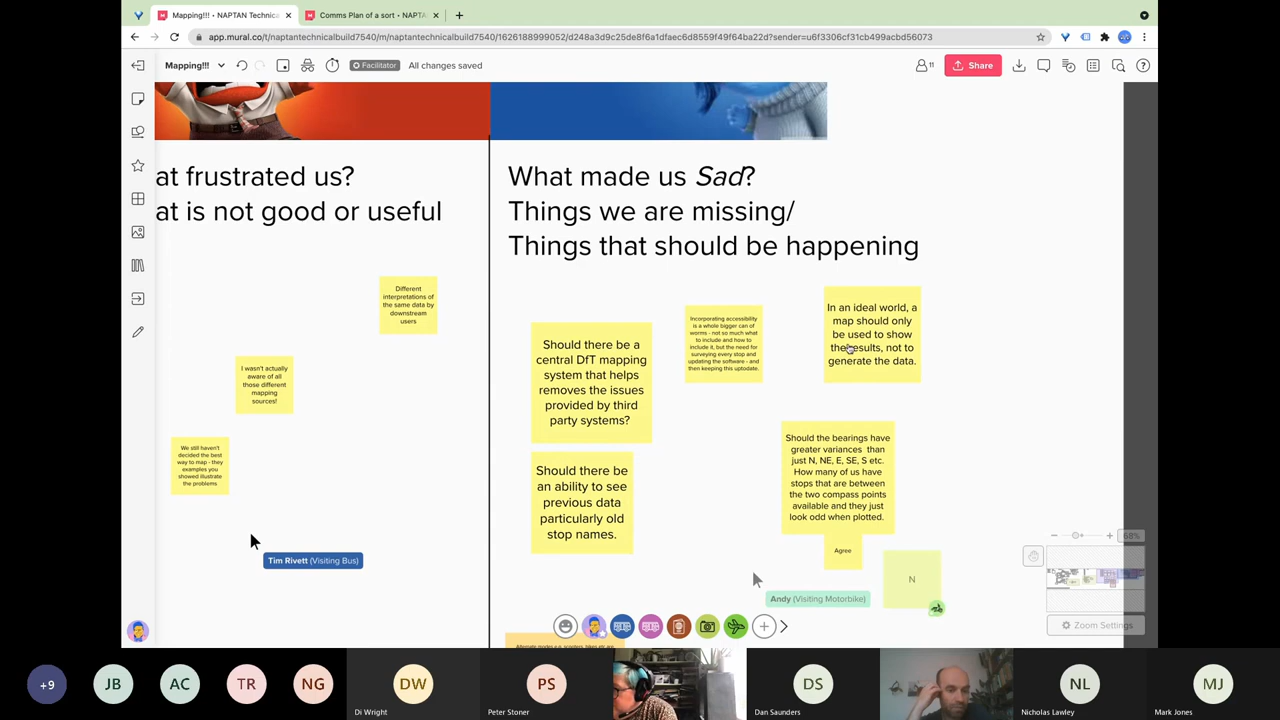 Mapping!!! • NAPTAN Technica
Comms Plan of a sort • NAPTA
app.mural.co/t/naptantechnicalbuild7540/m/naptantechnicalbuild7540/1626188999052/d248a3d9c25de8f6a1dfaec6d8559f49f64ba22d?sender=u6f3306cf31cb499acbd56073
Mapping!!!
Facilitator
All changes saved
11
Share
at frustrated us?
at is not good or useful
What made us Sad?
Things we are missing/
Things that should be happening
Different
interpretations of
the same data by
downstream
users
I wasn't actually
aware of all
those different
mapping
sources!
We still haven't
decided the best
way to map - they
examples you
showed illustrate
the problems
Should there be a
central DfT mapping
system that helps
removes the issues
provided by third
party systems?
Incorporating accessibility
is a whole bigger can of
worms - not so much what
to include and how to
include it, but the need for
surveying every stop and
updating the software - and
then keeping this uptodate.
In an ideal world, a
map should only
be used to show
the results, not to
generate the data.
Should there be
an ability to see
previous data
particularly old
stop names.
Should the bearings have
greater variances than
just N, NE, E, SE, S etc.
How many of us have
stops that are between
the two compass points
available and they just
look odd when plotted.
Agree
N
Tim Rivett (Visiting Bus)
Andy (Visiting Motorbike)
68%
Zoom Settings
Alternate modes e.g. scooters, bikes etc are
+9
JB
AC
TR
NG
DW
Di Wright
PS
Peter Stoner
DS
Dan Saunders
NL
Nicholas Lawley
MJ
Mark Jones